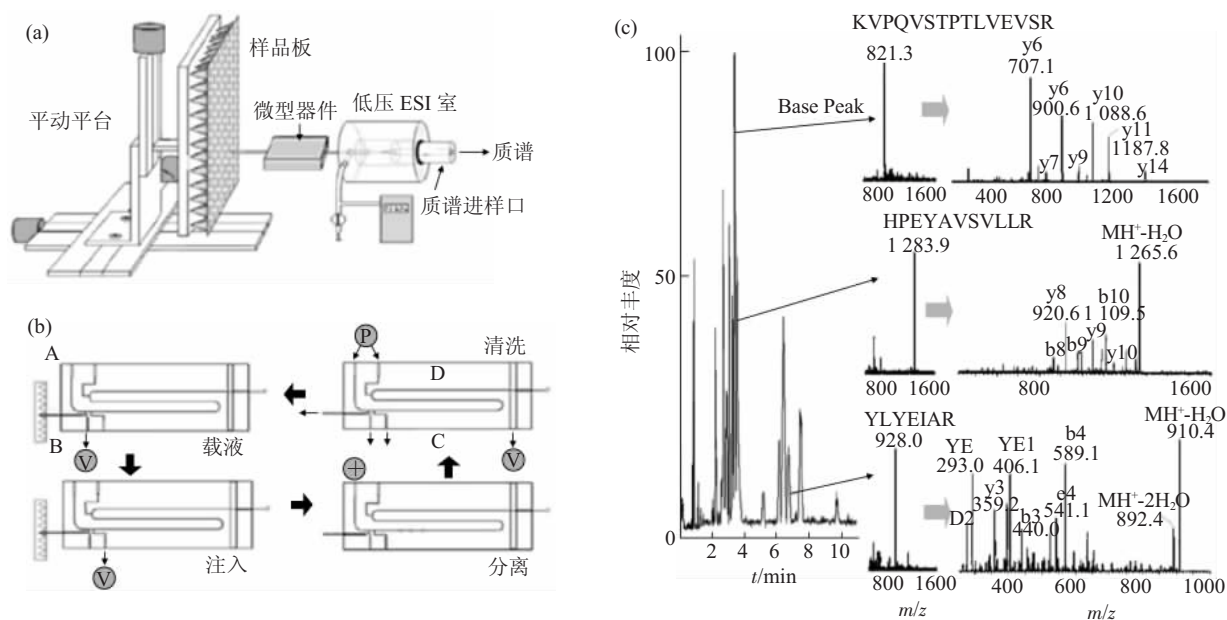 (a)
样品板
平动平台
微型器件
低压 ESI 室
质谱
质谱进样口
(b)
A
载液
B
注入
P
清洗
D
C
分离
V
V
V
+
(c)
KVPQVSTPTLVEVSR
821.3
Base Peak
y6
707.1
y6
900.6
y10
1 088.6
y11
1187.8
y7
y9
y14
800 1600
400 800 1200 1600
HPEYAVSVLLR
1 283.9
MH⁺-H₂O
1 265.6
y8
920.6
b10
1 109.5
b8
b9
y9
y10
800 1600
800 1600
YLYEIAR
928.0
YE
293.0
YE1
406.1
b4
589.1
MH⁺-H₂O
910.4
y3
359.2
D2
b3
440.0
541.1
MH⁺-2H₂O
892.4
800 1600
400 600 800 1000
m/z
m/z
相对丰度
100
50
0
2 4 6 8 10
t/min